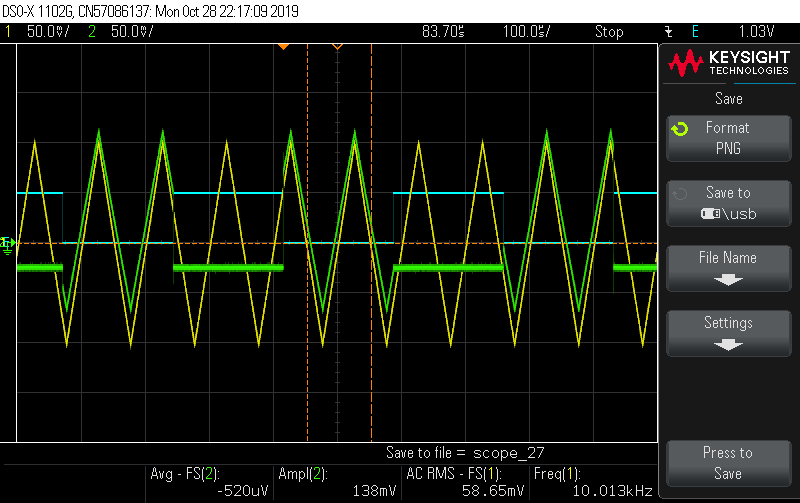 DSO-X 1102G, CN57086137: Mon Oct 28 22:17:09 2019
1 50.0℧/ 2 50.0℧/ 83.70s 100.0s/ Stop E 1.03V
KEYSIGHT
TECHNOLOGIES
Save
Format
PNG
Save to
\usb
File Name
Settings
Save to file = scope_27
Avg - FS(2): Ampl(2): AC RMS - FS(1): Freq(1):
-520uV 138mV 58.65mV 10.013kHz
Press to
Save